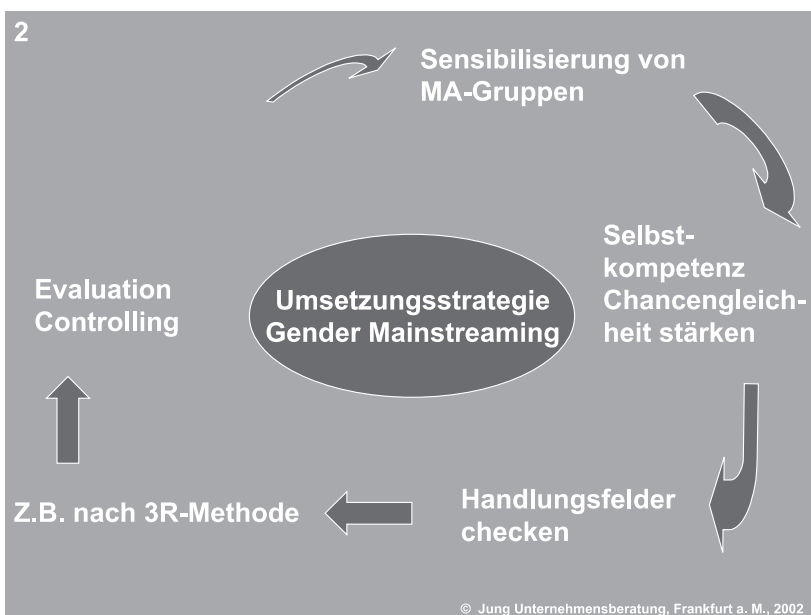 2
Sensibilisierung von
MA-Gruppen
Selbst-
kompetenz
Chancengleich-
heit stärken
Umsetzungsstrategie
Gender Mainstreaming
Evaluation
Controlling
Handlungsfelder
checken
Z.B. nach 3R-Methode
© Jung Unternehmensberatung, Frankfurt a. M., 2002